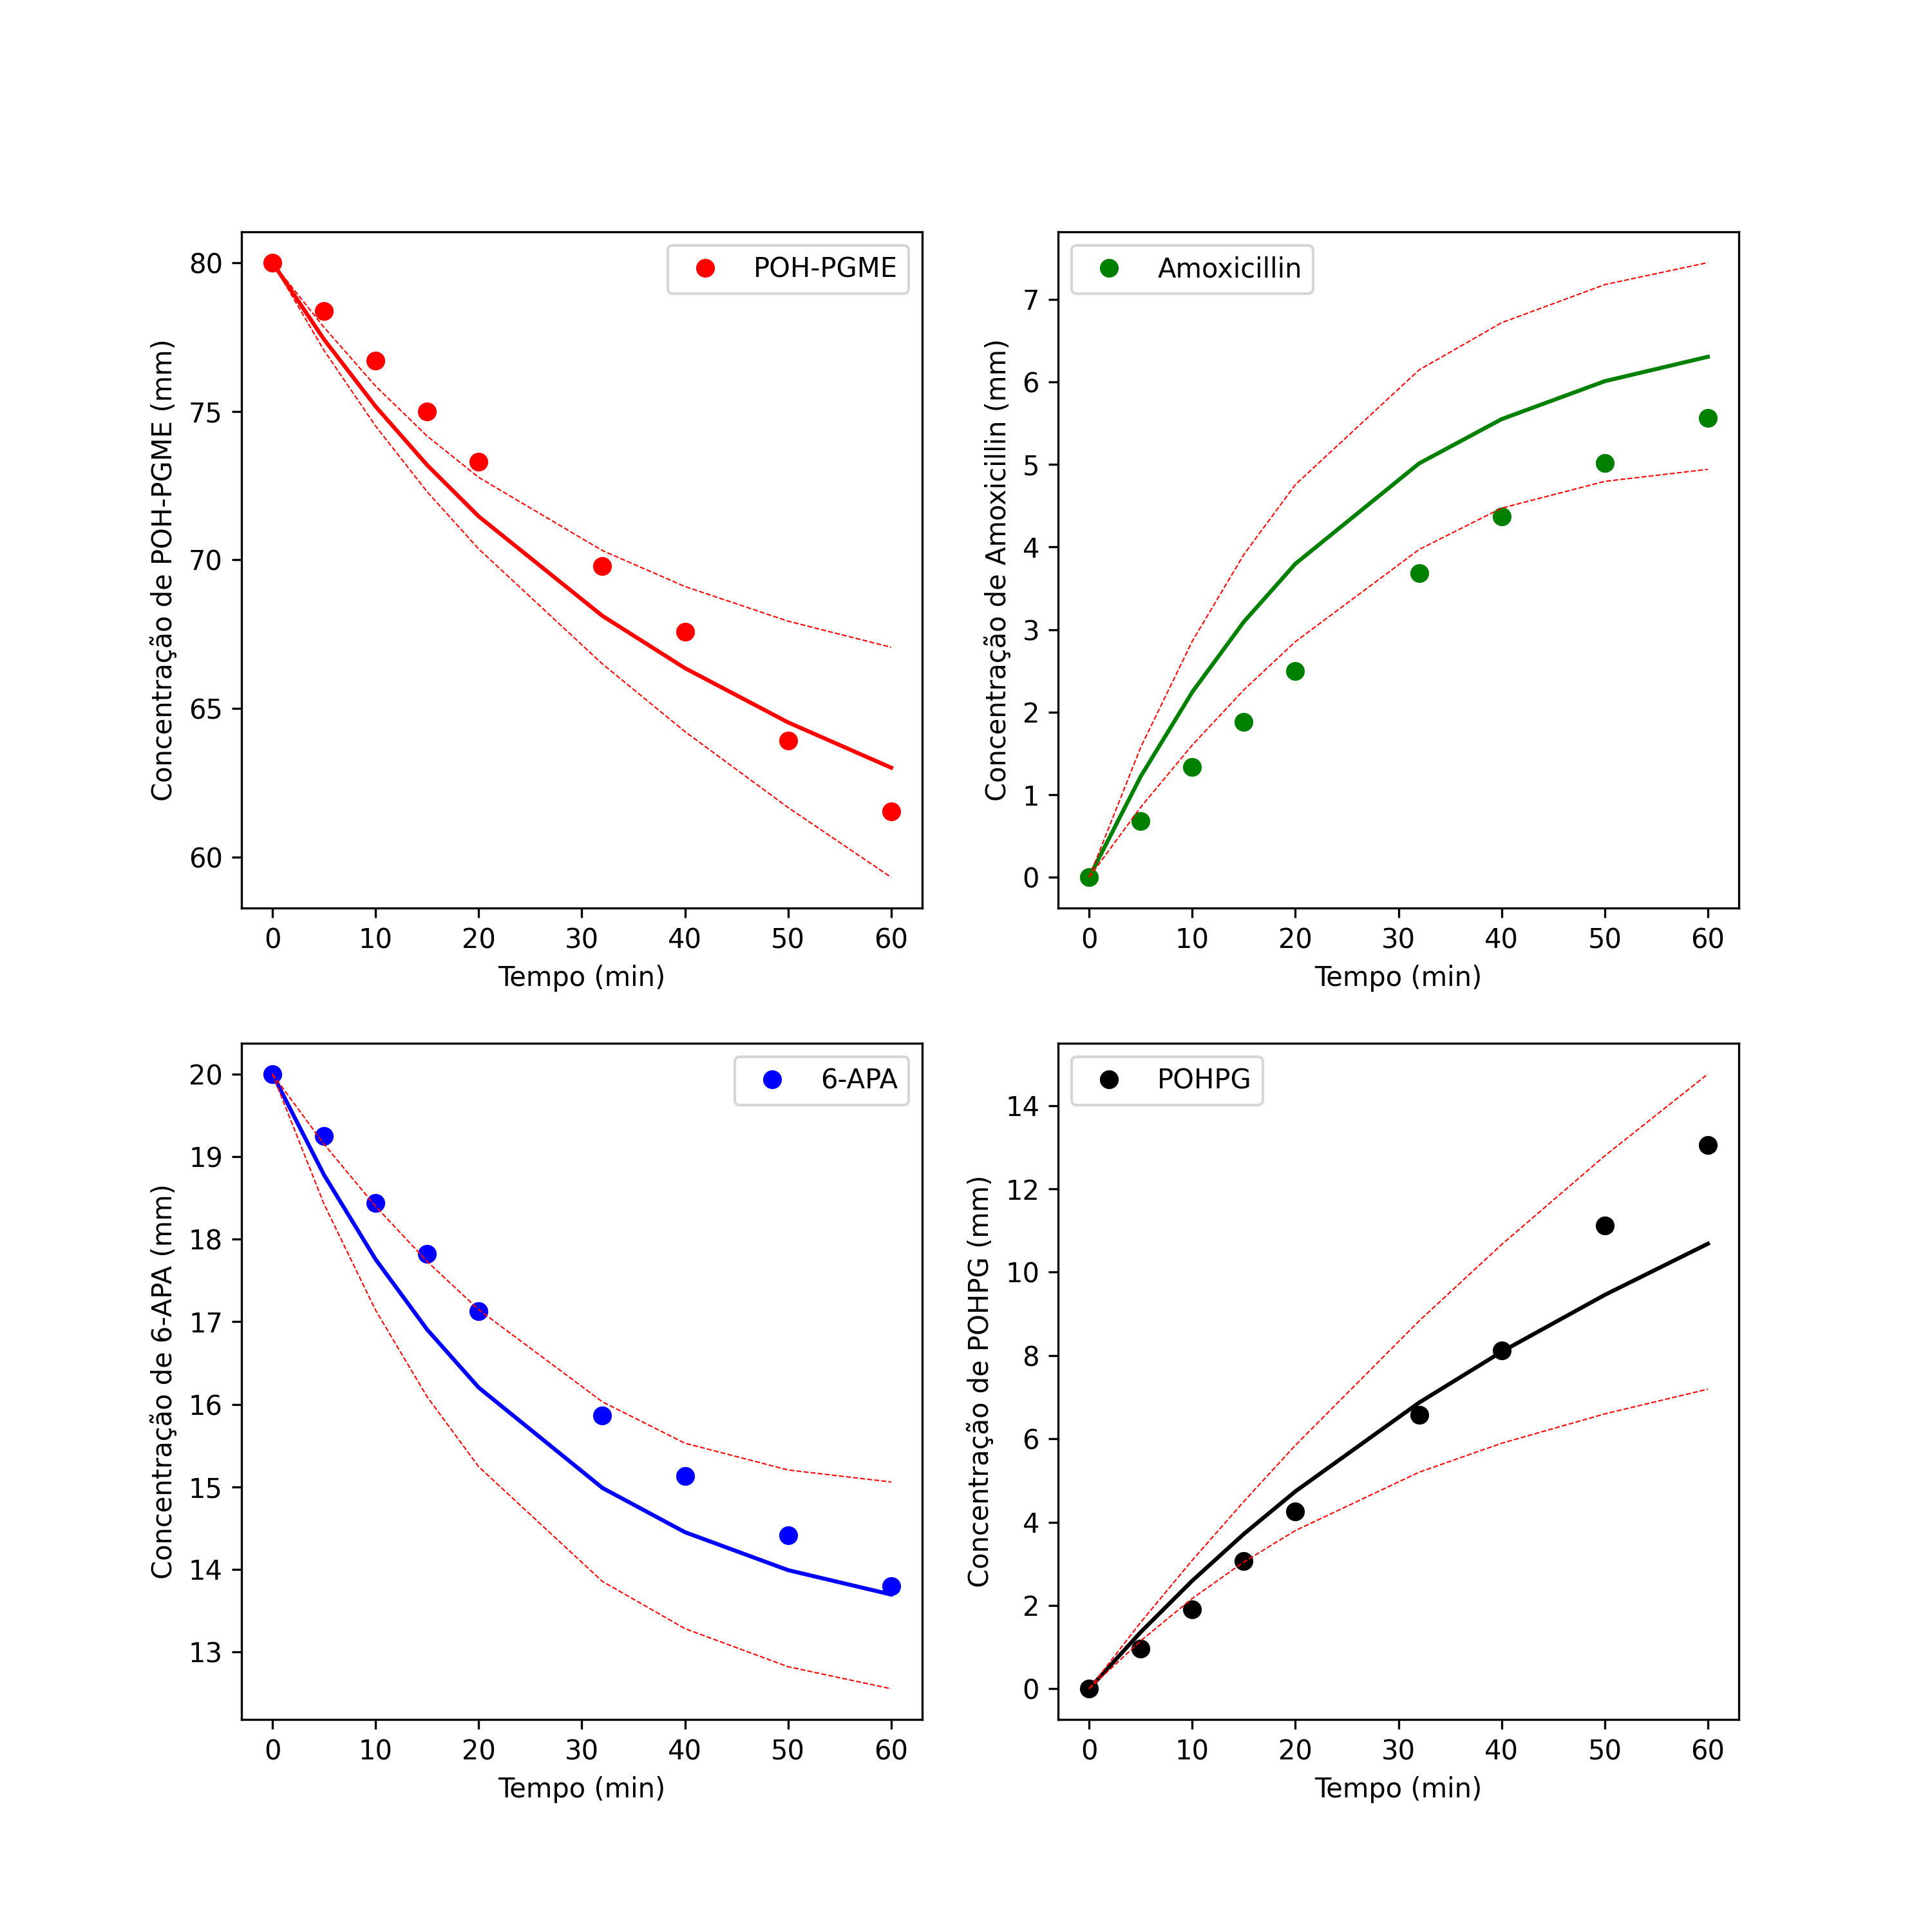 POH-PGME
Concentração de POH-PGME (mm)
80
75
70
65
60
0 10 20 30 40 50 60
Tempo (min)
Amoxicillin
Concentração de Amoxicillin (mm)
7
6
5
4
3
2
1
0
0 10 20 30 40 50 60
Tempo (min)
6-APA
Concentração de 6-APA (mm)
20
19
18
17
16
15
14
13
0 10 20 30 40 50 60
Tempo (min)
POHPG
Concentração de POHPG (mm)
14
12
10
8
6
4
2
0
0 10 20 30 40 50 60
Tempo (min)